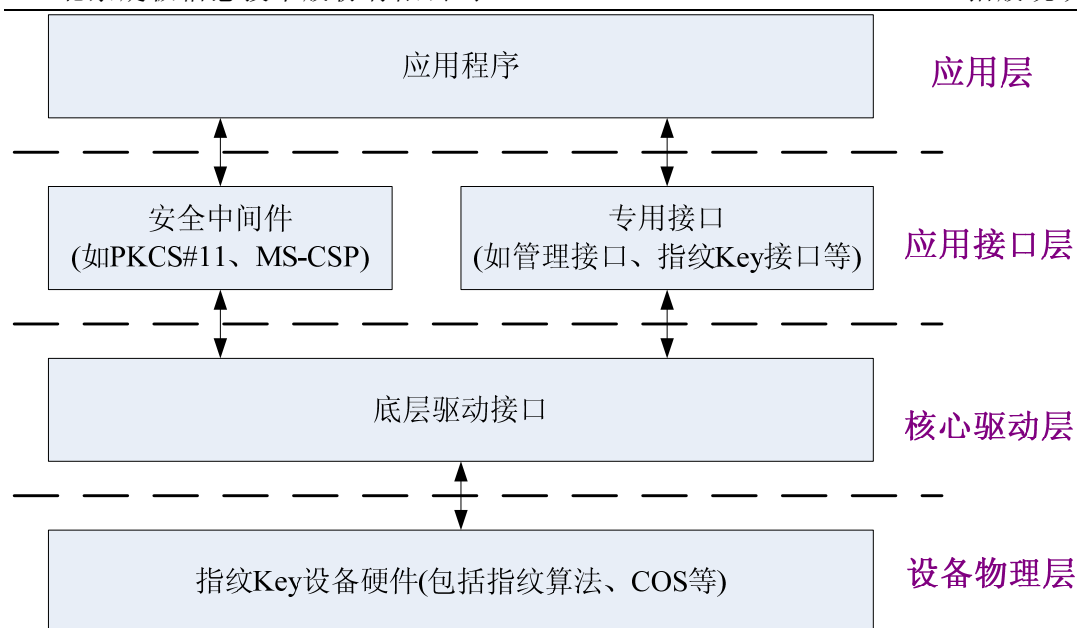 应用程序
应用层
安全中间件
(如PKCS#11、MS-CSP)
专用接口
(如管理接口、指纹Key接口等)
应用接口层
底层驱动接口
核心驱动层
指纹Key设备硬件(包括指纹算法、COS等)
设备物理层